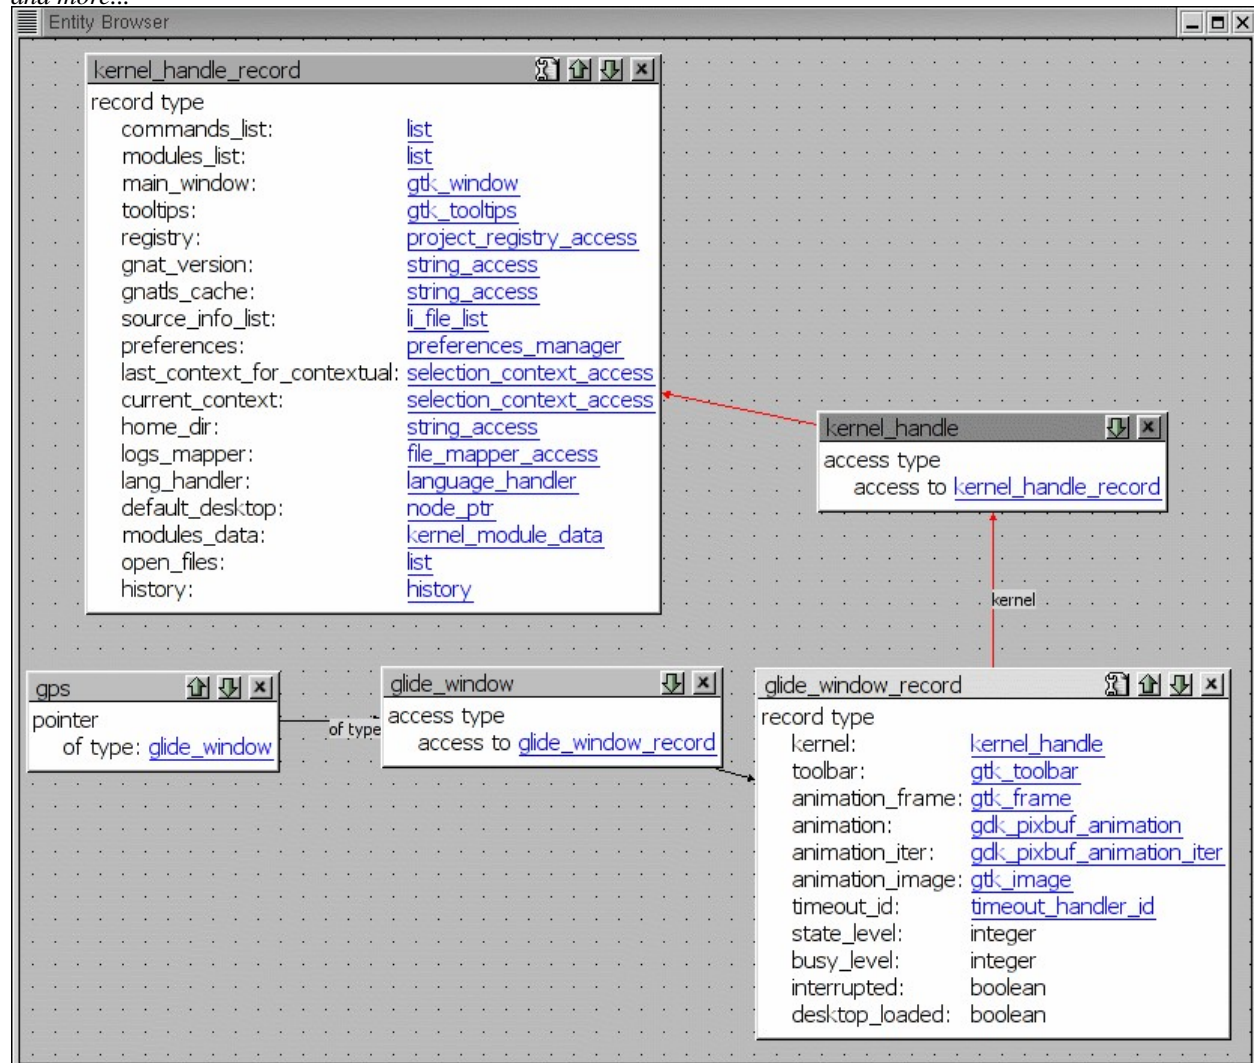 and more...
Entity Browser
kernel_handle_record
record type
commands_list: list
modules_list: list
main_window: gtk_window
tooltips: gtk_tooltips
registry: project_registry_access
gnat_version: string_access
gnatls_cache: string_access
source_info_list: li_file_list
preferences: preferences_manager
last_context_for_contextual: selection_context_access
current_context: selection_context_access
home_dir: string_access
logs_mapper: file_mapper_access
lang_handler: language_handler
default_desktop: node_ptr
modules_data: kernel_module_data
open_files: list
history: history
kernel_handle
access type
access to kernel_handle_record
kernel
gps
pointer
of type: glide_window
of type
glide_window
access type
access to glide_window_record
glide_window_record
record type
kernel: kernel_handle
toolbar: gtk_toolbar
animation_frame: gtk_frame
animation: gdk_pixbuf_animation
animation_iter: gdk_pixbuf_animation_iter
animation_image: gtk_image
timeout_id: timeout_handler_id
state_level: integer
busy_level: integer
interrupted: boolean
desktop_loaded: boolean